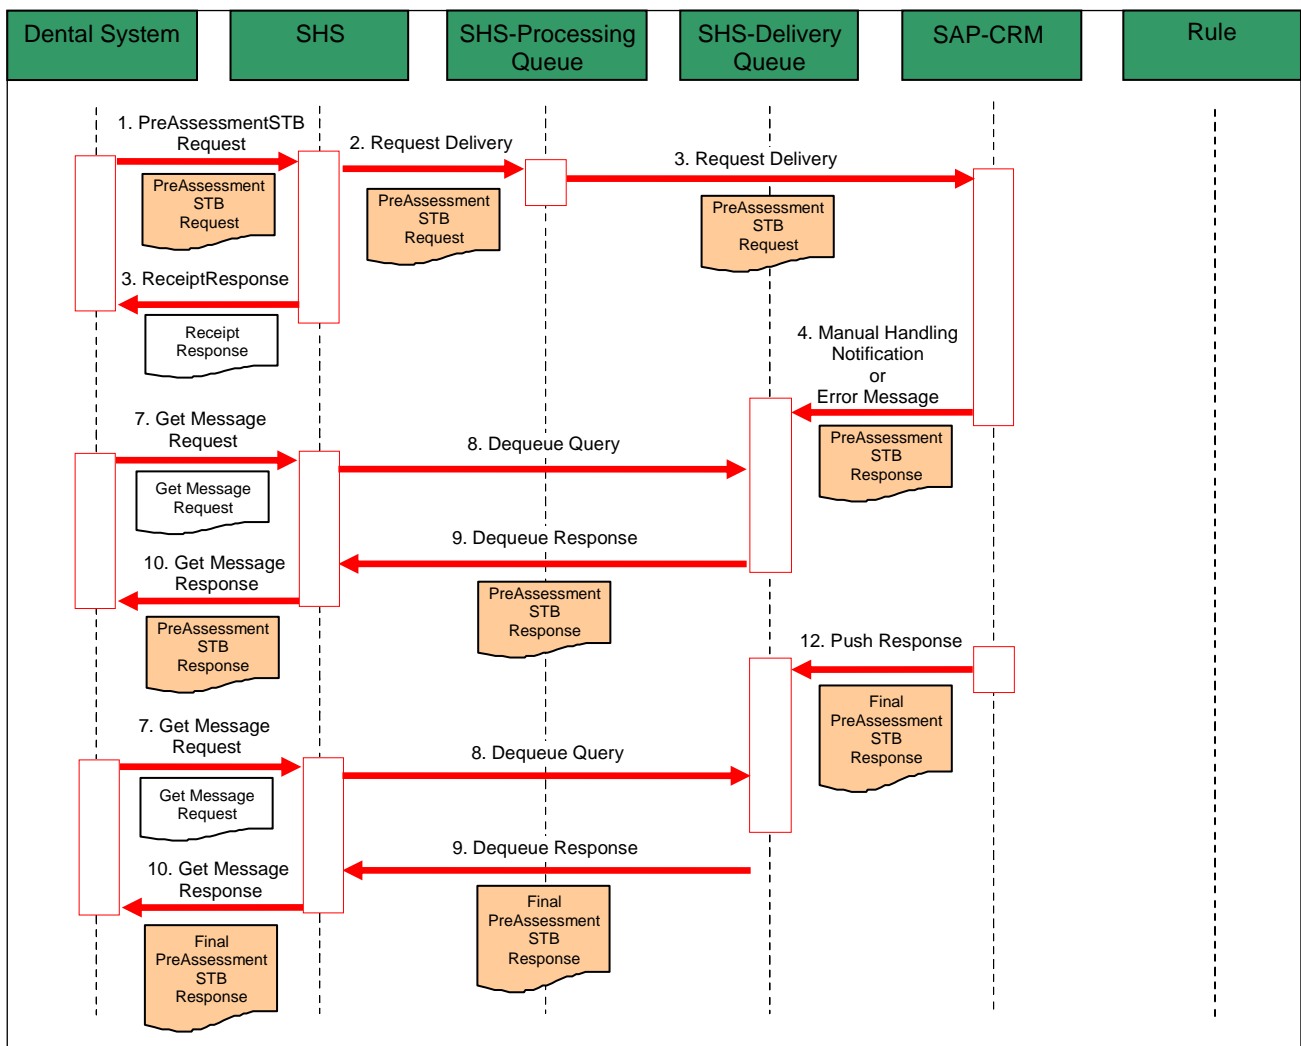 Dental System
SHS
SHS-Processing
Queue
SHS-Delivery
Queue
SAP-CRM
Rule
1. PreAssessmentSTB
Request
2. Request Delivery
3. Request Delivery
PreAssessment
STB
Request
PreAssessment
STB
Request
PreAssessment
STB
Request
3. ReceiptResponse
Receipt
Response
4. Manual Handling
Notification
or
Error Message
PreAssessment
STB
Response
7. Get Message
Request
8. Dequeue Query
Get Message
Request
9. Dequeue Response
10. Get Message
Response
PreAssessment
STB
Response
PreAssessment
STB
Response
12. Push Response
Final
PreAssessment
STB
Response
7. Get Message
Request
8. Dequeue Query
Get Message
Request
9. Dequeue Response
10. Get Message
Response
Final
PreAssessment
STB
Response
Final
PreAssessment
STB
Response